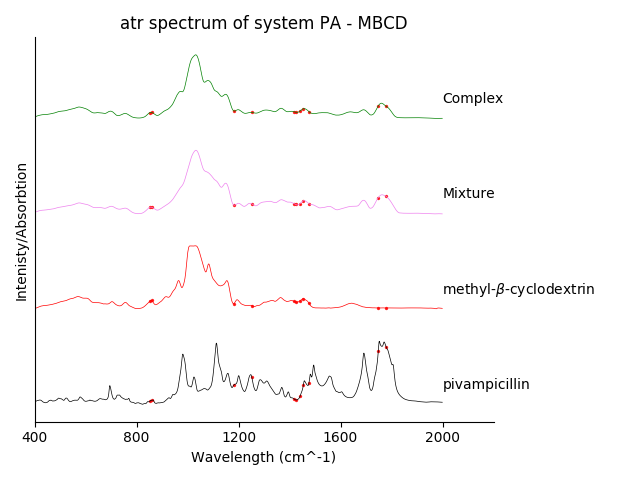 atr spectrum of system PA - MBCD
Intenisty/Absorbtion
Complex
Mixture
methyl-β-cyclodextrin
pivampicillin
400 800 1200 1600 2000
Wavelength (cm^-1)